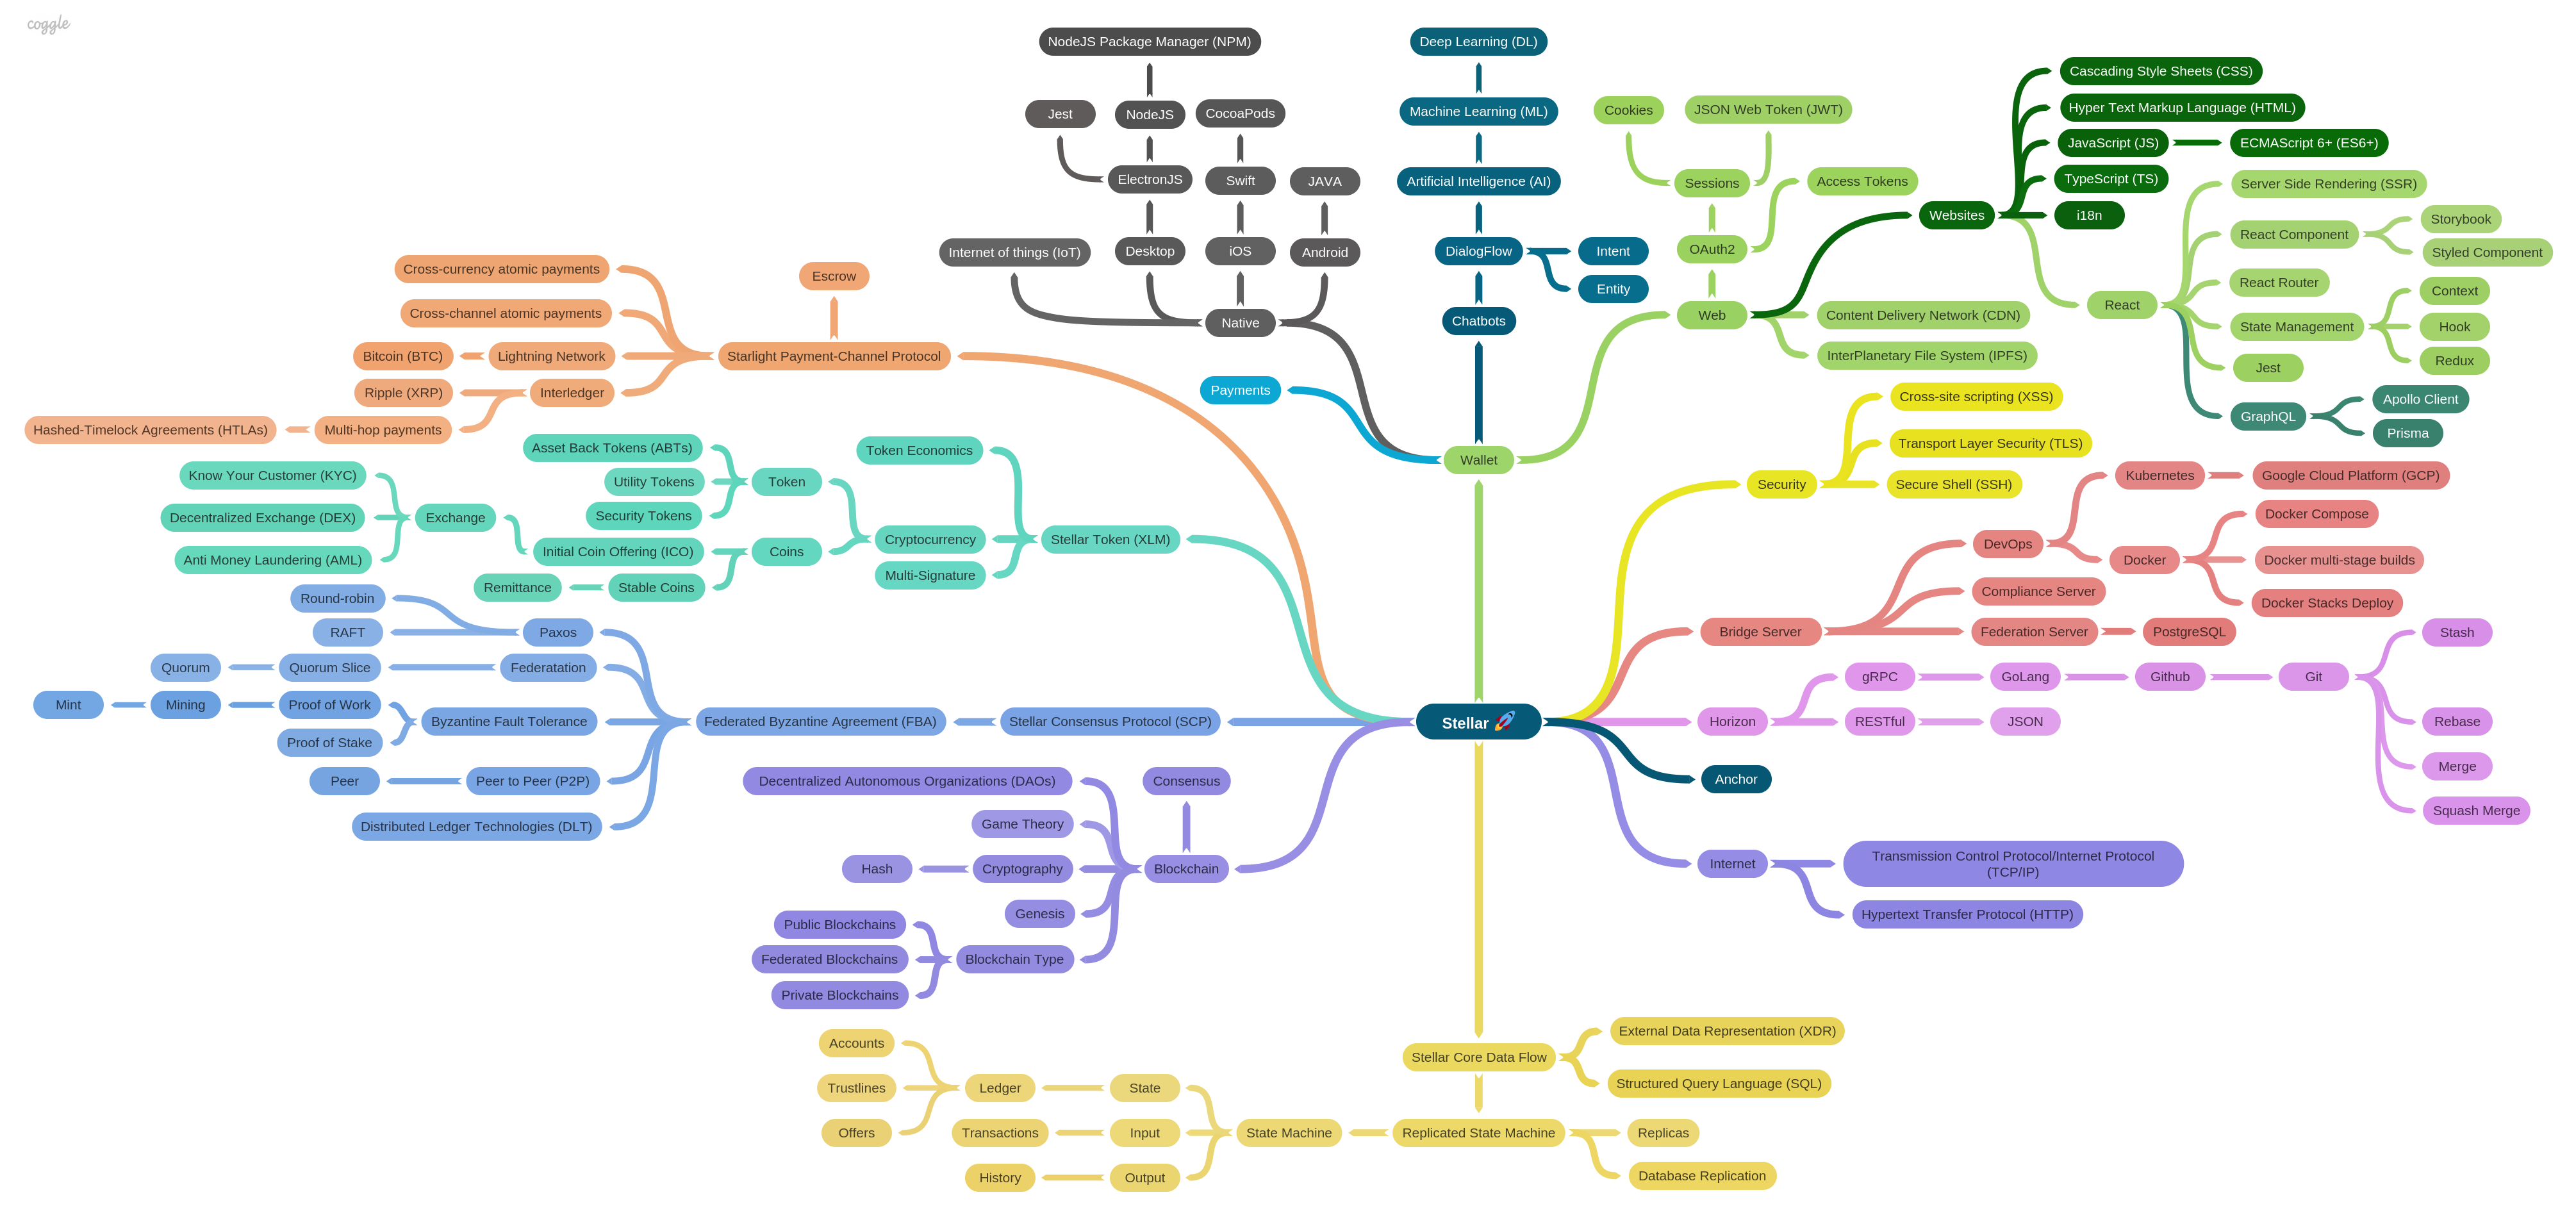 coggle
NodeJS Package Manager (NPM)
Jest
NodeJS
CocoaPods
ElectronJS
Swift
JAVA
Internet of things (IoT)
Desktop
iOS
Android
Native
Deep Learning (DL)
Machine Learning (ML)
Artificial Intelligence (AI)
DialogFlow
Intent
Entity
Chatbots
Payments
Wallet
Cookies
JSON Web Token (JWT)
Sessions
Access Tokens
OAuth2
Web
Content Delivery Network (CDN)
InterPlanetary File System (IPFS)
Websites
Cascading Style Sheets (CSS)
Hyper Text Markup Language (HTML)
JavaScript (JS)
ECMAScript 6+ (ES6+)
TypeScript (TS)
i18n
React
Server Side Rendering (SSR)
React Component
Storybook
Styled Component
React Router
State Management
Context
Hook
Redux
Jest
GraphQL
Apollo Client
Prisma
Escrow
Starlight Payment-Channel Protocol
Cross-currency atomic payments
Cross-channel atomic payments
Lightning Network
Bitcoin (BTC)
Interledger
Ripple (XRP)
Multi-hop payments
Hashed-Timelock Agreements (HTLAs)
Stellar Token (XLM)
Token Economics
Cryptocurrency
Multi-Signature
Token
Asset Back Tokens (ABTs)
Utility Tokens
Security Tokens
Coins
Initial Coin Offering (ICO)
Exchange
Know Your Customer (KYC)
Decentralized Exchange (DEX)
Anti Money Laundering (AML)
Stable Coins
Remittance
Security
Cross-site scripting (XSS)
Transport Layer Security (TLS)
Secure Shell (SSH)
Bridge Server
DevOps
Kubernetes
Google Cloud Platform (GCP)
Docker
Docker Compose
Docker multi-stage builds
Docker Stacks Deploy
Compliance Server
Federation Server
PostgreSQL
Stellar
Stellar Consensus Protocol (SCP)
Federated Byzantine Agreement (FBA)
Paxos
Round-robin
RAFT
Federatation
Quorum Slice
Quorum
Byzantine Fault Tolerance
Proof of Work
Mining
Mint
Proof of Stake
Peer to Peer (P2P)
Peer
Distributed Ledger Technologies (DLT)
Horizon
gRPC
GoLang
Github
Git
Stash
Rebase
Merge
Squash Merge
RESTful
JSON
Anchor
Internet
Transmission Control Protocol/Internet Protocol
(TCP/IP)
Hypertext Transfer Protocol (HTTP)
Blockchain
Consensus
Decentralized Autonomous Organizations (DAOs)
Game Theory
Cryptography
Hash
Genesis
Blockchain Type
Public Blockchains
Federated Blockchains
Private Blockchains
Stellar Core Data Flow
External Data Representation (XDR)
Structured Query Language (SQL)
Replicated State Machine
Replicas
Database Replication
State Machine
State
Ledger
Accounts
Trustlines
Offers
Input
Transactions
Output
History